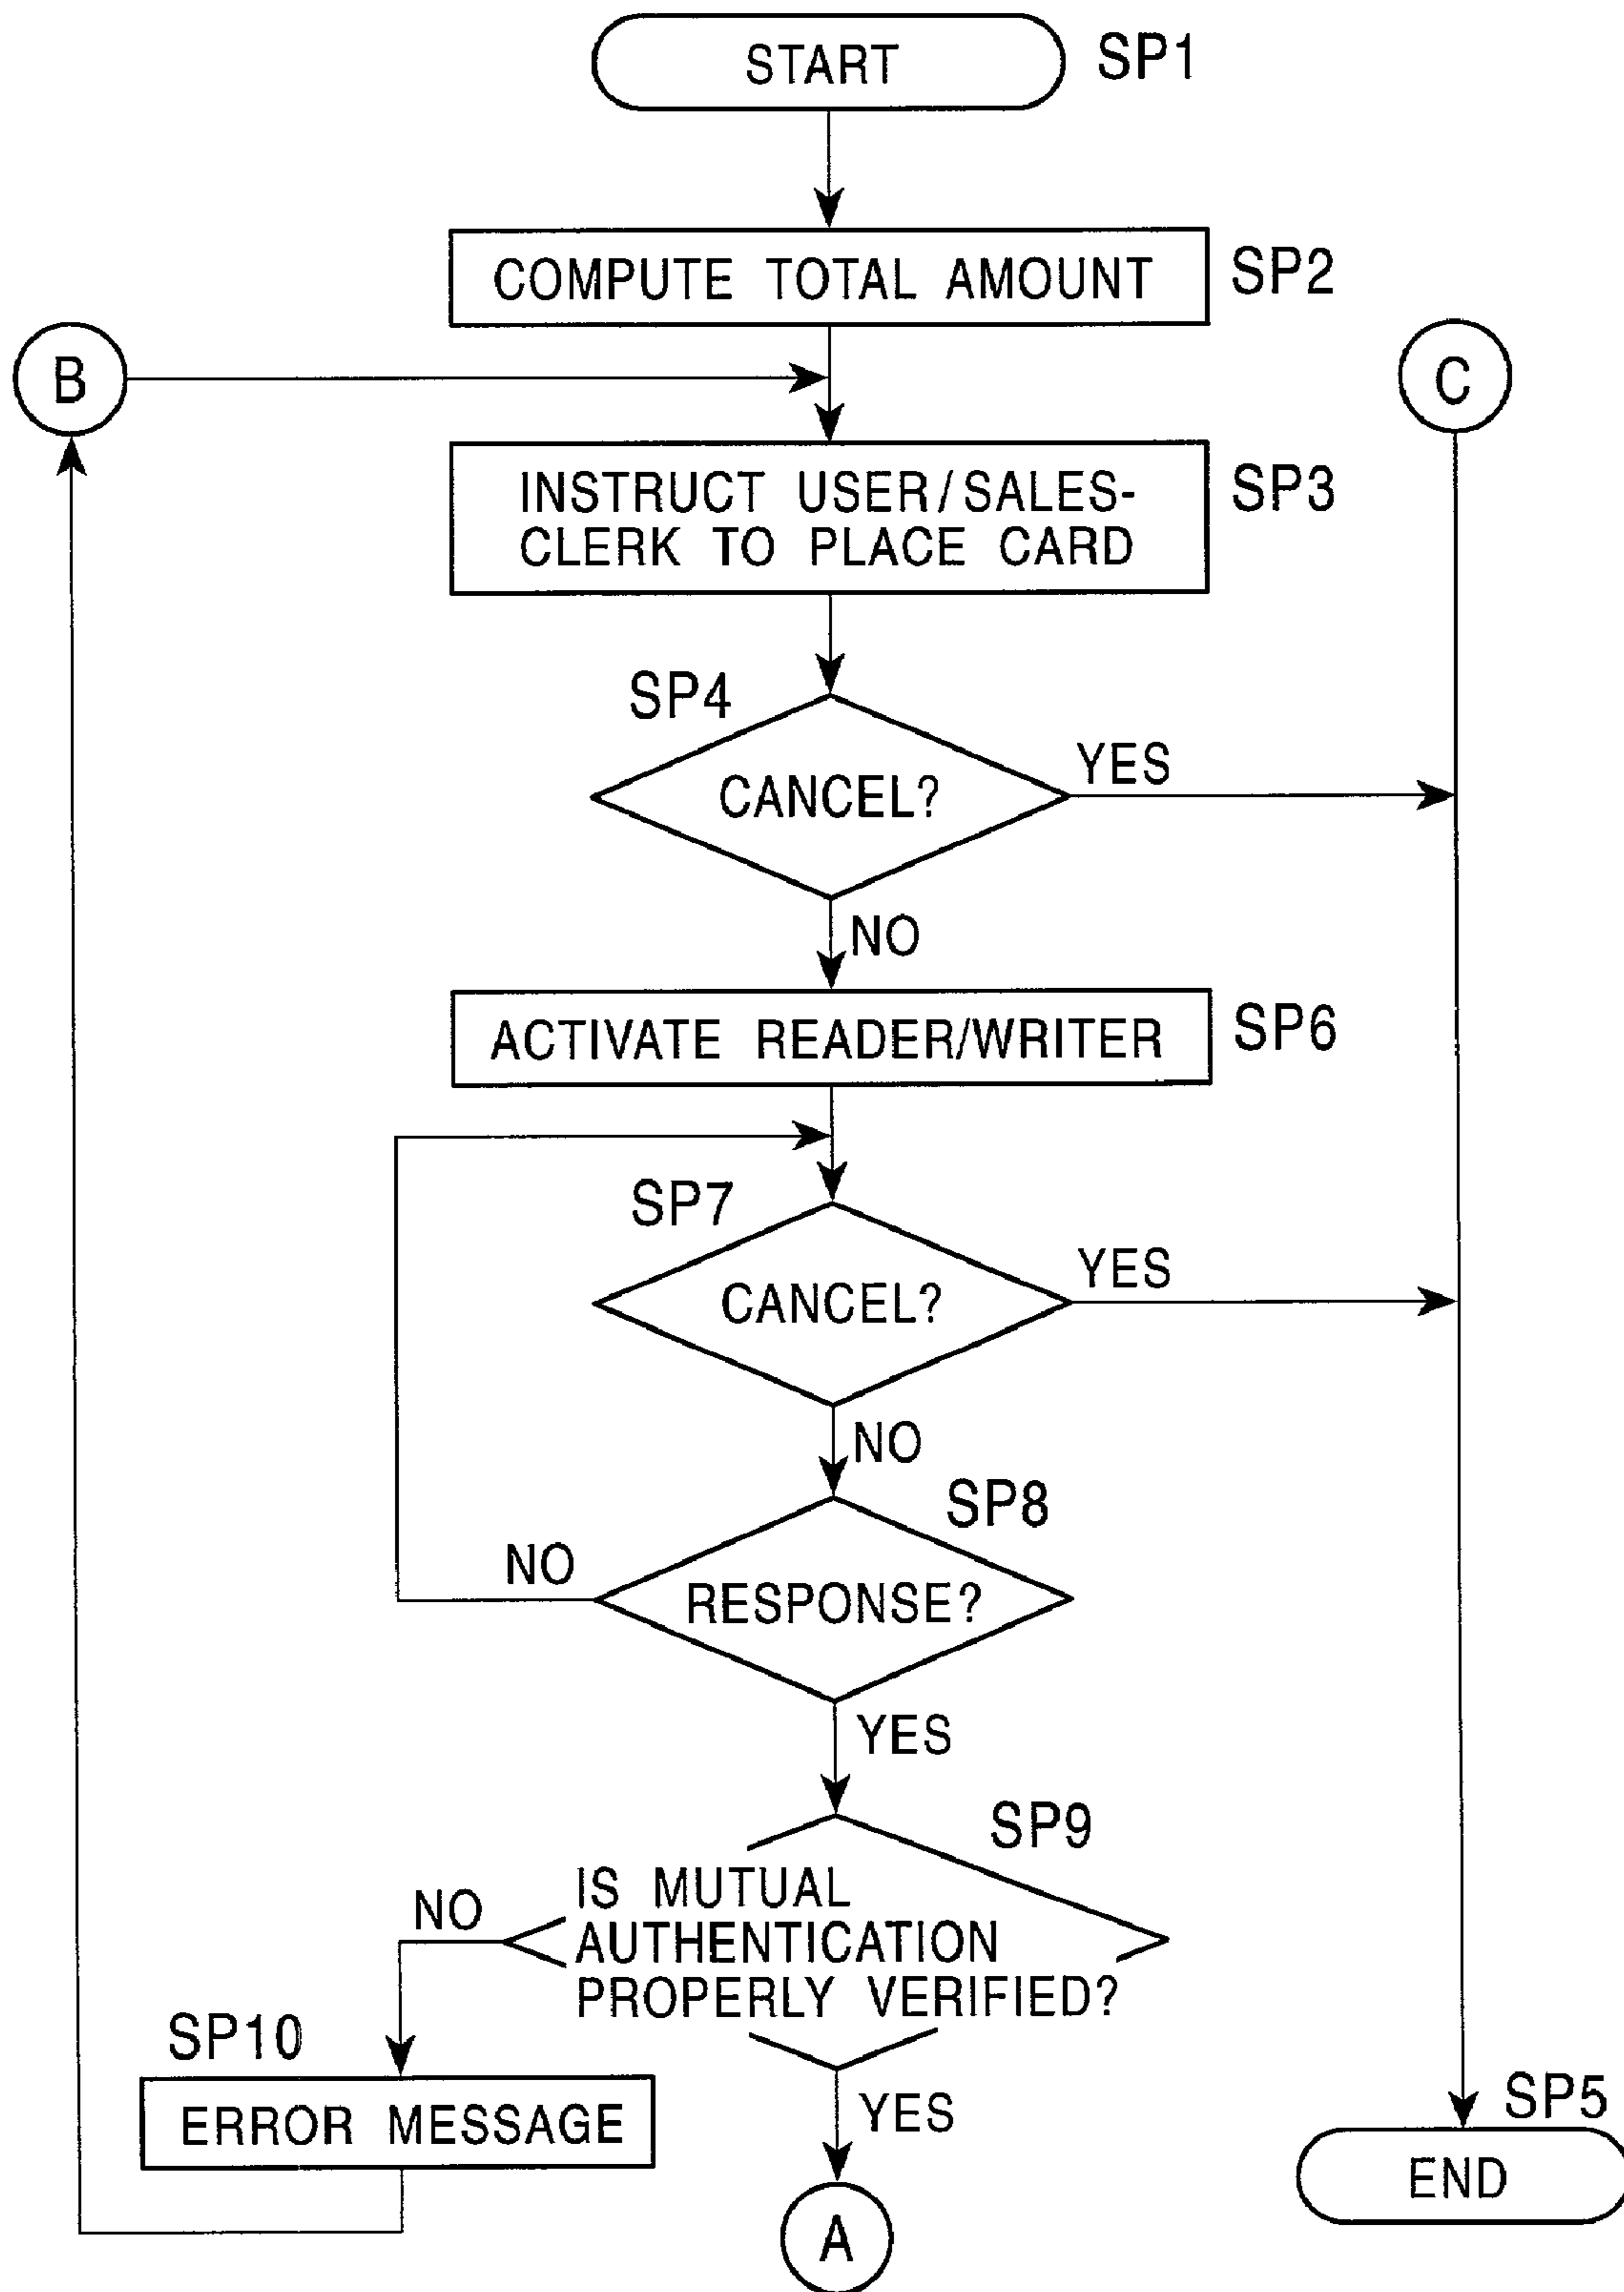 START
SP1
COMPUTE TOTAL AMOUNT
SP2
B
C
INSTRUCT USER/SALES-
CLERK TO PLACE CARD
SP3
SP4
CANCEL?
YES
NO
ACTIVATE READER/WRITER
SP6
SP7
CANCEL?
YES
NO
SP8
NO
RESPONSE?
YES
SP9
NO
IS MUTUAL
AUTHENTICATION
PROPERLY VERIFIED?
SP10
ERROR MESSAGE
YES
SP5
END
A